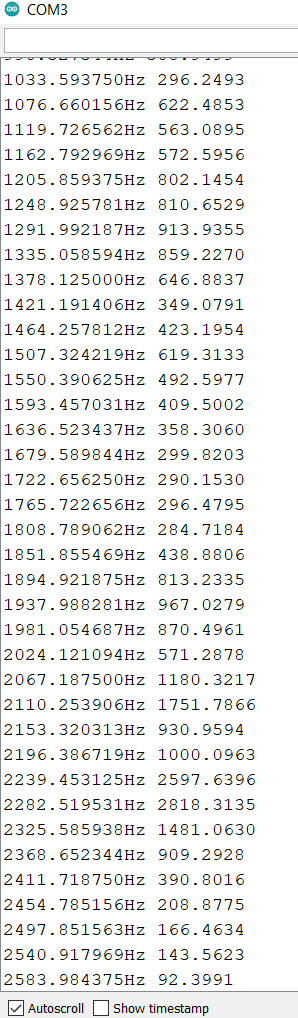 COM3
1033.593750Hz 296.2493
1076.660156Hz 622.4853
1119.726562Hz 563.0895
1162.792969Hz 572.5956
1205.859375Hz 802.1454
1248.925781Hz 810.6529
1291.992187Hz 913.9355
1335.058594Hz 859.2270
1378.125000Hz 646.8837
1421.191406Hz 349.0791
1464.257812Hz 423.1954
1507.324219Hz 619.3133
1550.390625Hz 492.5977
1593.457031Hz 409.5002
1636.523437Hz 358.3060
1679.589844Hz 299.8203
1722.656250Hz 290.1530
1765.722656Hz 296.4795
1808.789062Hz 284.7184
1851.855469Hz 438.8806
1894.921875Hz 813.2335
1937.988281Hz 967.0279
1981.054687Hz 870.4961
2024.121094Hz 571.2878
2067.187500Hz 1180.3217
2110.253906Hz 1751.7866
2153.320313Hz 930.9594
2196.386719Hz 1000.0963
2239.453125Hz 2597.6396
2282.519531Hz 2818.3135
2325.585938Hz 1481.0630
2368.652344Hz 909.2928
2411.718750Hz 390.8016
2454.785156Hz 208.8775
2497.851563Hz 166.4634
2540.917969Hz 143.5623
2583.984375Hz 92.3991
Autoscroll Show timestamp